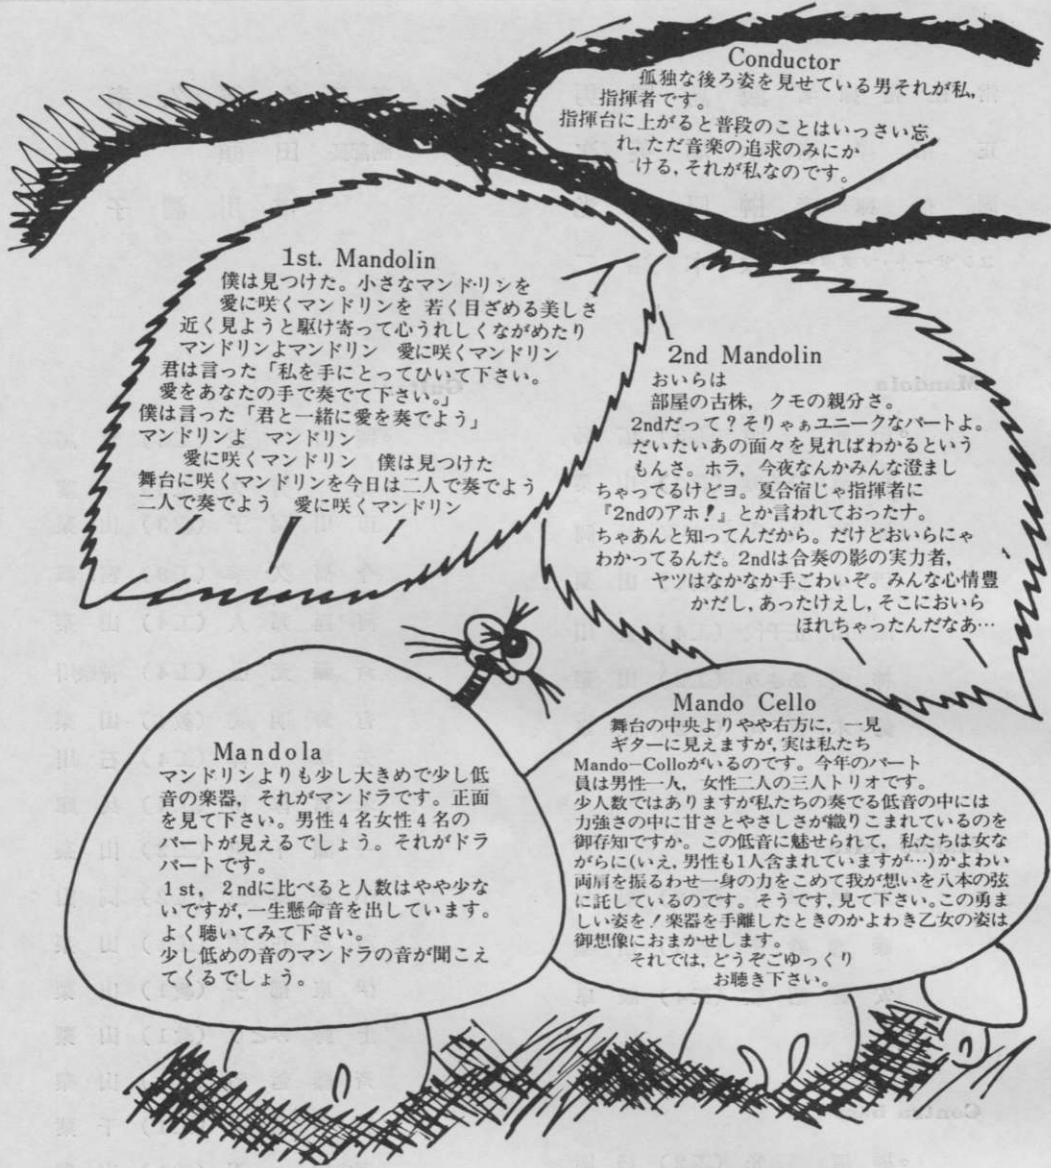 Conductor
孤独な後ろ姿を見せている男それが私,
指揮者です。
指揮台に上がると普段のことはいっさい忘
れ, ただ音楽の追求のみにか
ける, それが私なのです。
1st. Mandolin
僕は見つけた。小さなマンドリンを
愛に咲くマンドリンを 若く目ざめる美しさ
近く見ようと駆け寄って心うれしくながめたり
マンドリンよマンドリン 愛に咲くマンドリン
君は言った「私を手にとってひいて下さい。
愛をあなたの手で奏でて下さい。」
僕は言った「君と一緒に愛を奏でよう」
マンドリンよ マンドリン
愛に咲くマンドリン 僕は見つけた
舞台に咲くマンドリンを今日は二人で奏でよう
二人で奏でよう 愛に咲くマンドリン
2nd Mandolin
おいらは
部屋の古株, クモの親分さ。
2ndだって？そりゃぁユニークなパートよ。
だいたいあの面々を見ればわかるという
もんさ。ホラ, 今夜なんかみんな澄まし
ちゃってるけどヨ。夏合宿じゃ指揮者に
『2ndのアホ！』とか言われておったナ。
ちゃあんと知ってんだから。だけどおいらにゃ
わかってるんだ。2ndは合奏の影の実力者,
ヤツはなかなか手ごわいぞ。みんな心情豊
かだし, あったけえし, そこにおいら
ほれちゃったんだなあ…
Mandola
マンドリンよりも少し大きめで少し低
音の楽器, それがマンドラです。正面
を見て下さい。男性4名女性4名の
パートが見えるでしょう。それがドラ
パートです。
1st, 2ndに比べると人数はやや少な
いですが, 一生懸命音を出しています。
よく聴いてみて下さい。
少し低めの音のマンドラの音が聞こえ
てくるでしょう。
Mando Cello
舞台の中央よりやや右方に, 一見
ギターに見えますが, 実は私たち
Mando-Colloがいるのです。今年のパート
員は男性一人, 女性二人の三人トリオです。
少人数ではありますが私たちの奏でる低音の中には
力強さの中に甘さとやさしさが織りこまれているのを
御存知ですか。この低音に魅せられて, 私たちは女な
がらに(いえ, 男性も1人含まれていますが…)かよわい
両肩を振るわせ一身の力をこめて我が想いを八本の弦
に託しているのです。そうです, 見て下さい。この勇ま
しい姿を！楽器を手離したときのかよわき乙女の姿は
御想像におまかせします。
それでは, どうぞごゆっくり
お聴き下さい。